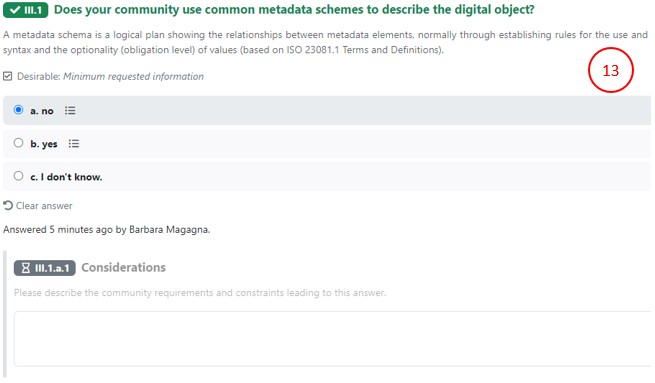 III.1 Does your community use common metadata schemes to describe the digital object?
A metadata schema is a logical plan showing the relationships between metadata elements, normally through establishing rules for the use and
syntax and the optionality (obligation level) of values (based on ISO 23081.1 Terms and Definitions).
13
Desirable: Minimum requested information
a. no
b. yes
c. I don't know.
Clear answer
Answered 5 minutes ago by Barbara Magagna.
III.1.a.1 Considerations
Please describe the community requirements and constraints leading to this answer.